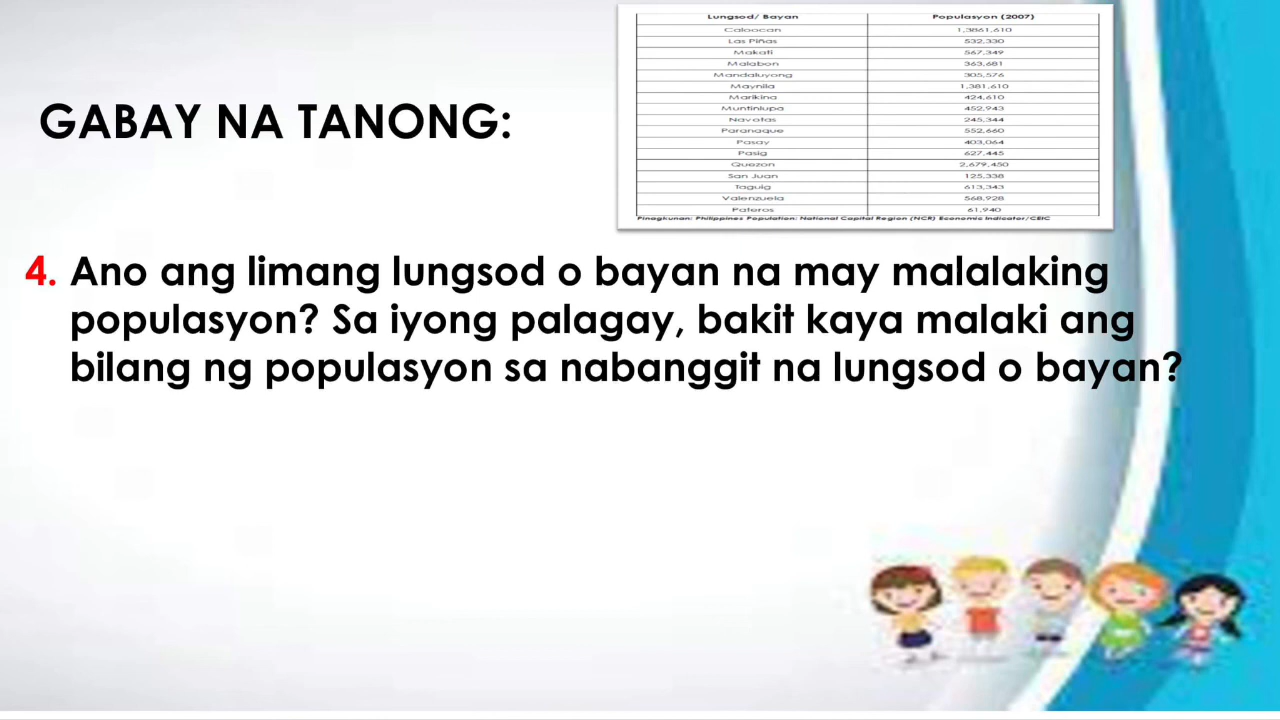 Lungsod/ Bayan Populasyon (2007)
Caloocan 1,3861,610
Las Piñas 532,330
Makati 567,349
Malabon 363,681
Mandaluyong 305,576
Maynila 1,381,610
Marikina 424,610
Muntinlupa 452,943
Navotas 245,344
Paranaque 552,660
Pasay 403,064
Pasig 627,445
Quezon 2,679,450
San Juan 125,338
Taguig 613,343
Valenzuela 568,928
Pateros 61,940
Pinagkunan: Philippines Population: National Capital Region (NCR) Economic Indicator/CEIC
GABAY NA TANONG:
4. Ano ang limang lungsod o bayan na may malalaking
populasyon? Sa iyong palagay, bakit kaya malaki ang
bilang ng populasyon sa nabanggit na lungsod o bayan?